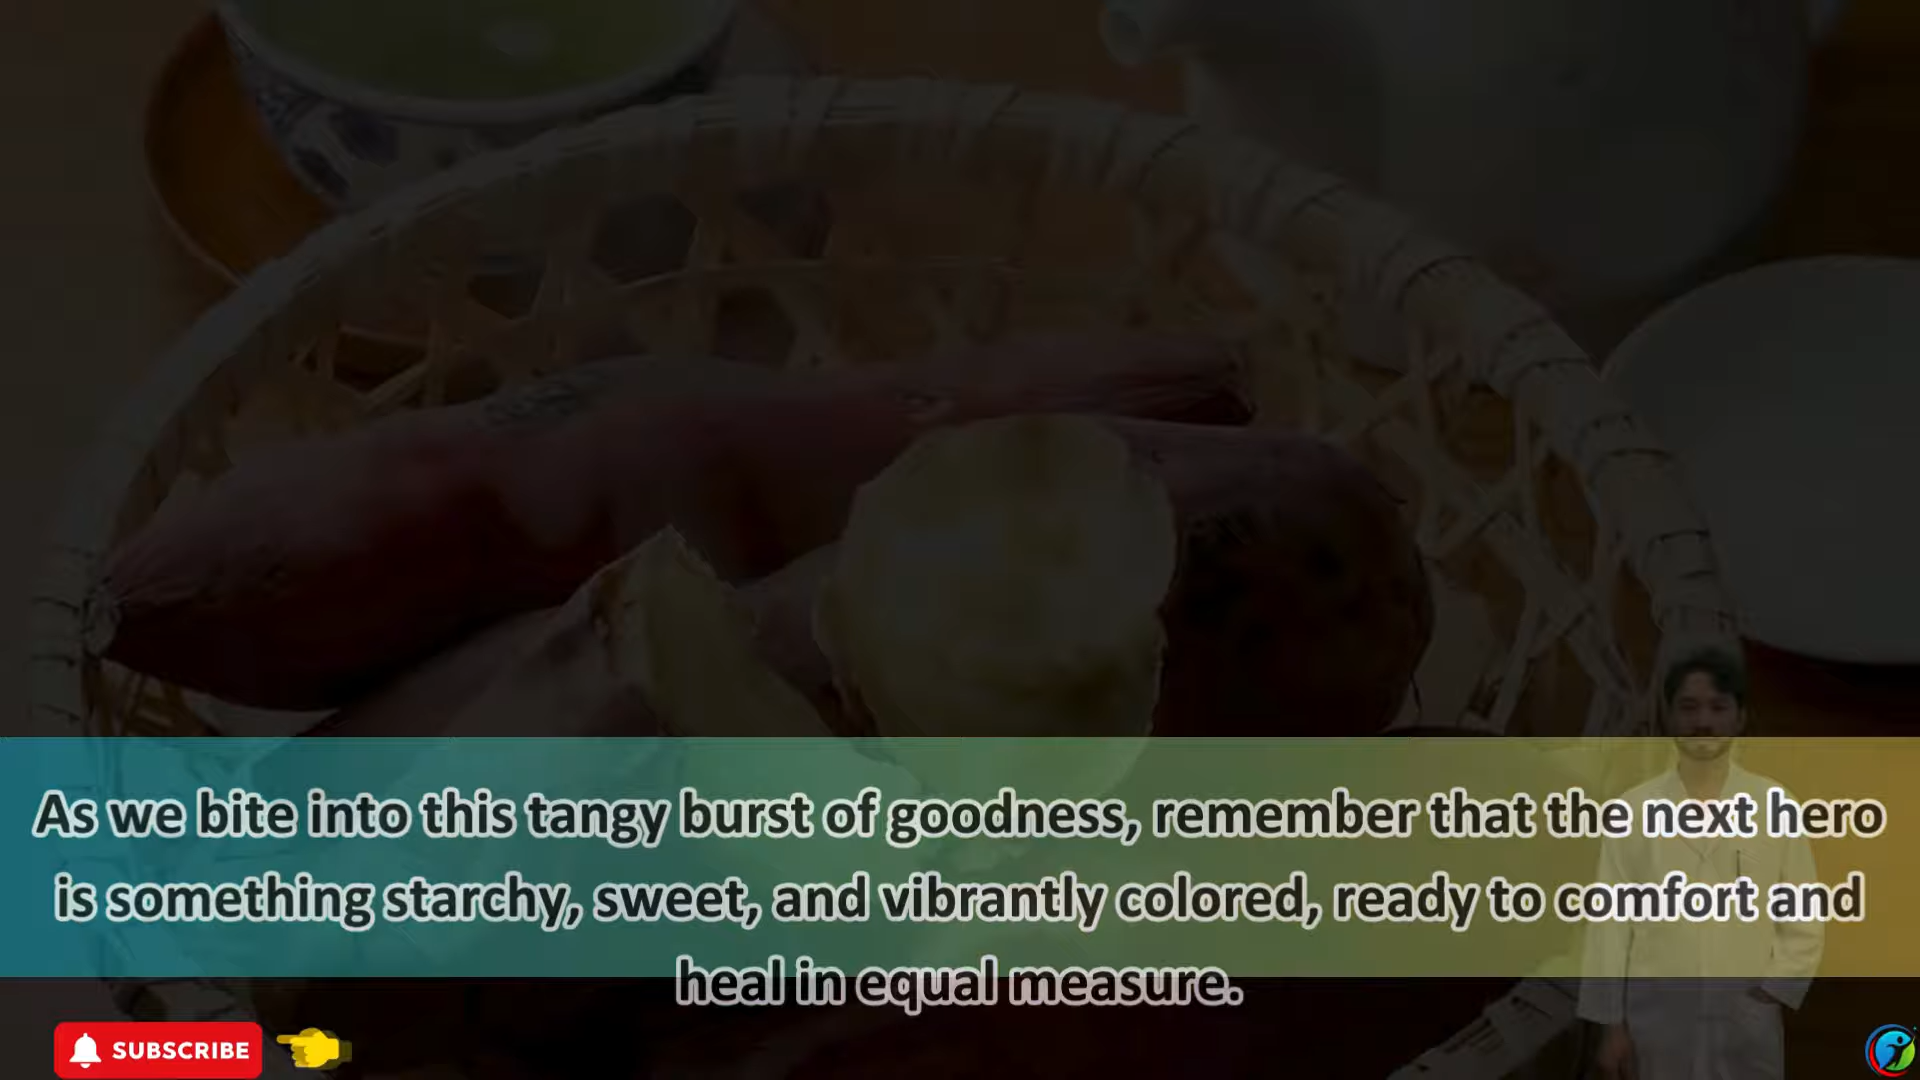 As we bite into this tangy burst of goodness, remember that the next hero
is something starchy, sweet, and vibrantly colored, ready to comfort and
heal in equal measure.
SUBSCRIBE